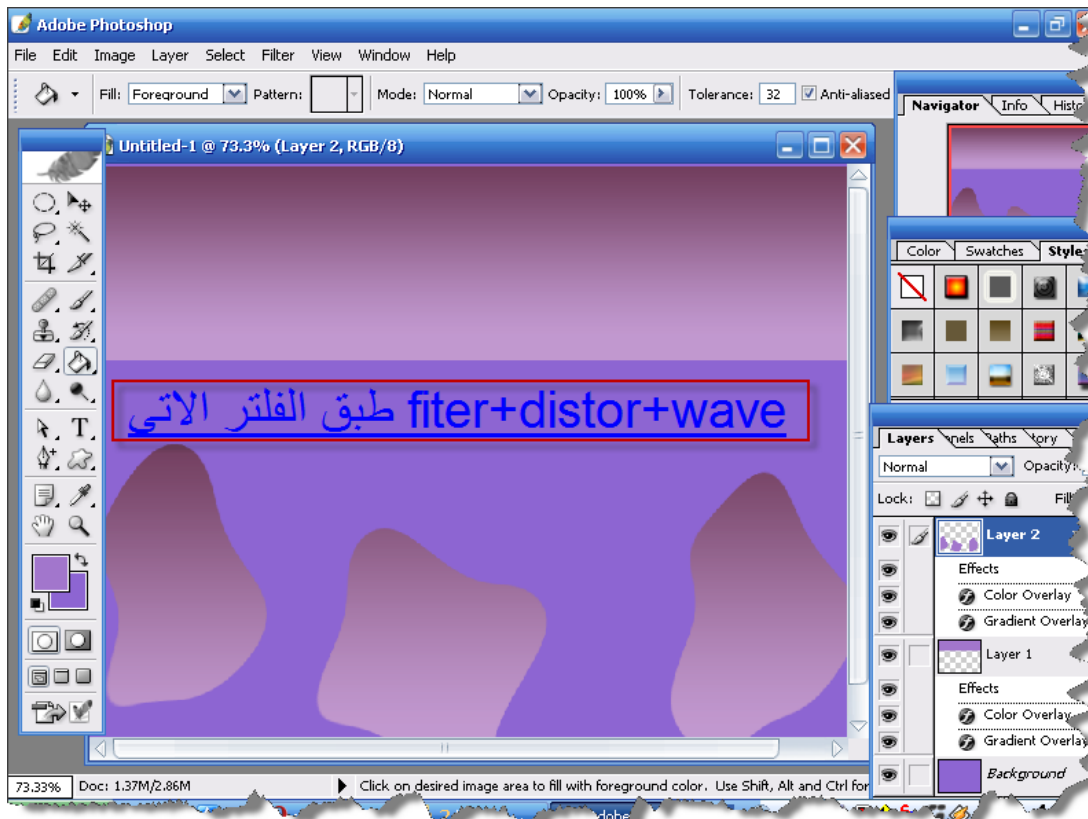 Adobe Photoshop
File Edit Image Layer Select Filter View Window Help
Fill: Foreground Pattern: Mode: Normal Opacity: 100% Tolerance: 32 Anti-aliased
Navigator Info
Untitled-1 @ 73.3% (Layer 2, RGB/8)
Color Swatches Style
fiter+distor+wave طبق الفلتر الاتي
Layers Paths
Normal Opacity:
Lock:
Layer 2
Effects
Color Overlay
Gradient Overlay
Layer 1
Effects
Color Overlay
Gradient Overlay
Background
73.33% Doc: 1.37M/2.86M Click on desired image area to fill with foreground color. Use Shift, Alt and Ctrl for